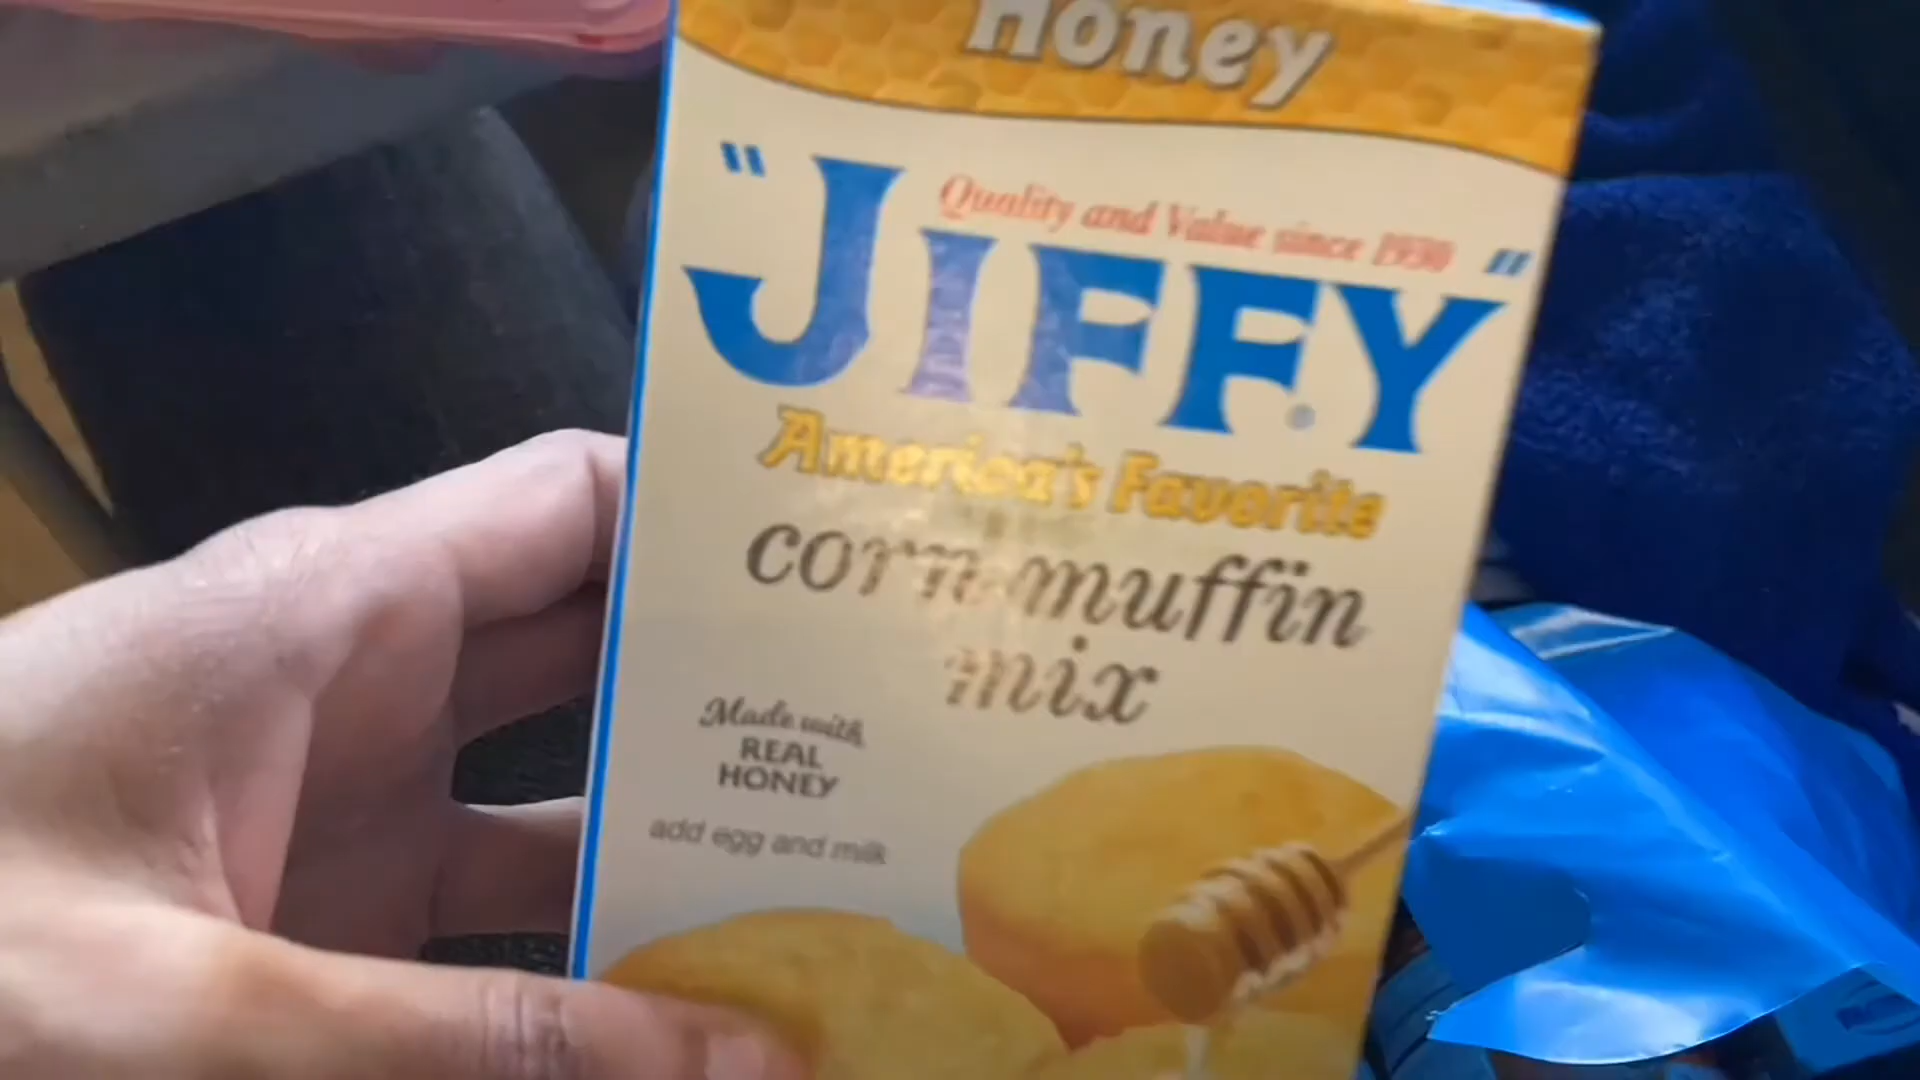 Honey
Quality and Value since 1930
"JIFFY"®
America's Favorite
corn muffin
mix
Made with
REAL
HONEY
add egg and milk